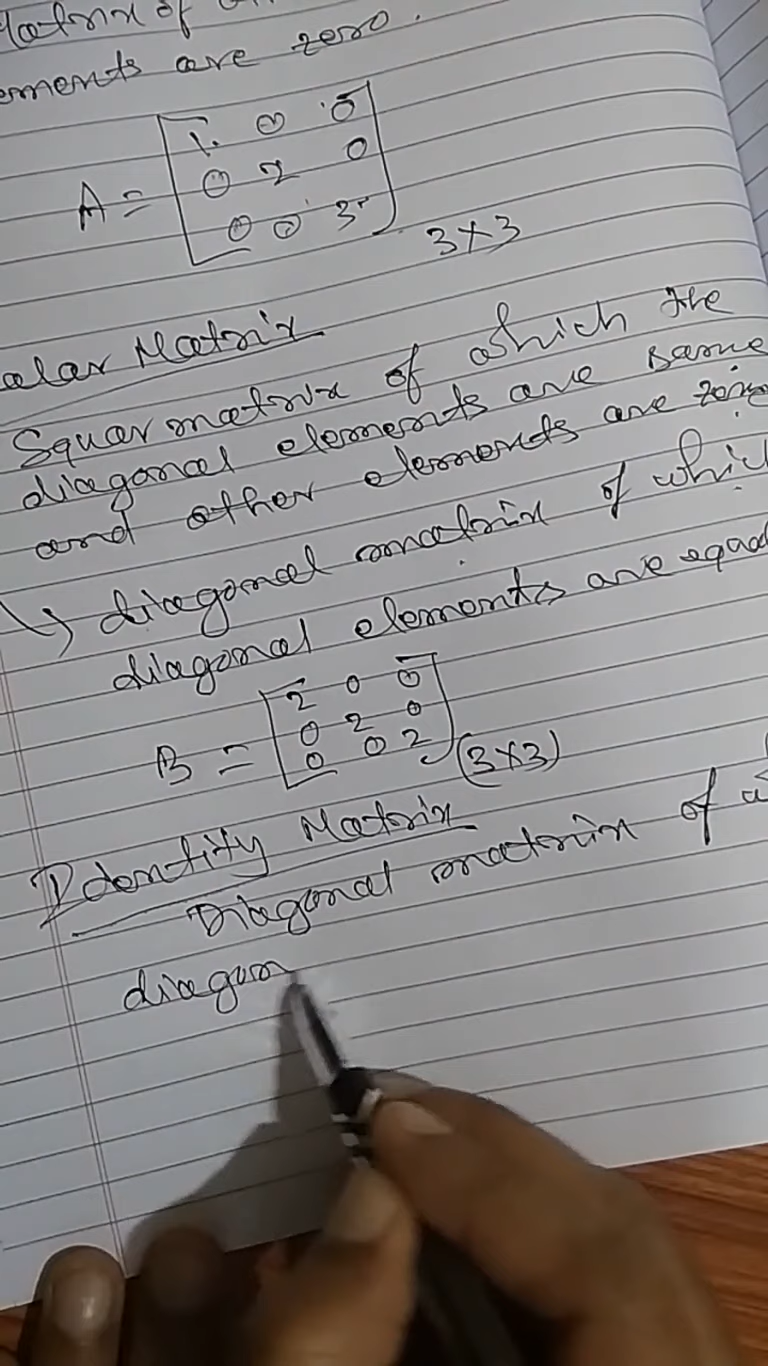 Matrix of
ements are zero.
A = [1 0 0
0 2 0
0 0 3] 3×3
alar Matrix
Squar matrix of which the
diagonal elements are same
and other elements are zero
↳ diagonal matrix of which
diagonal elements are equal
B = [2 0 0
0 2 0
0 0 2] (3×3)
Identity Matrix
Diagonal matrix of w
diagon